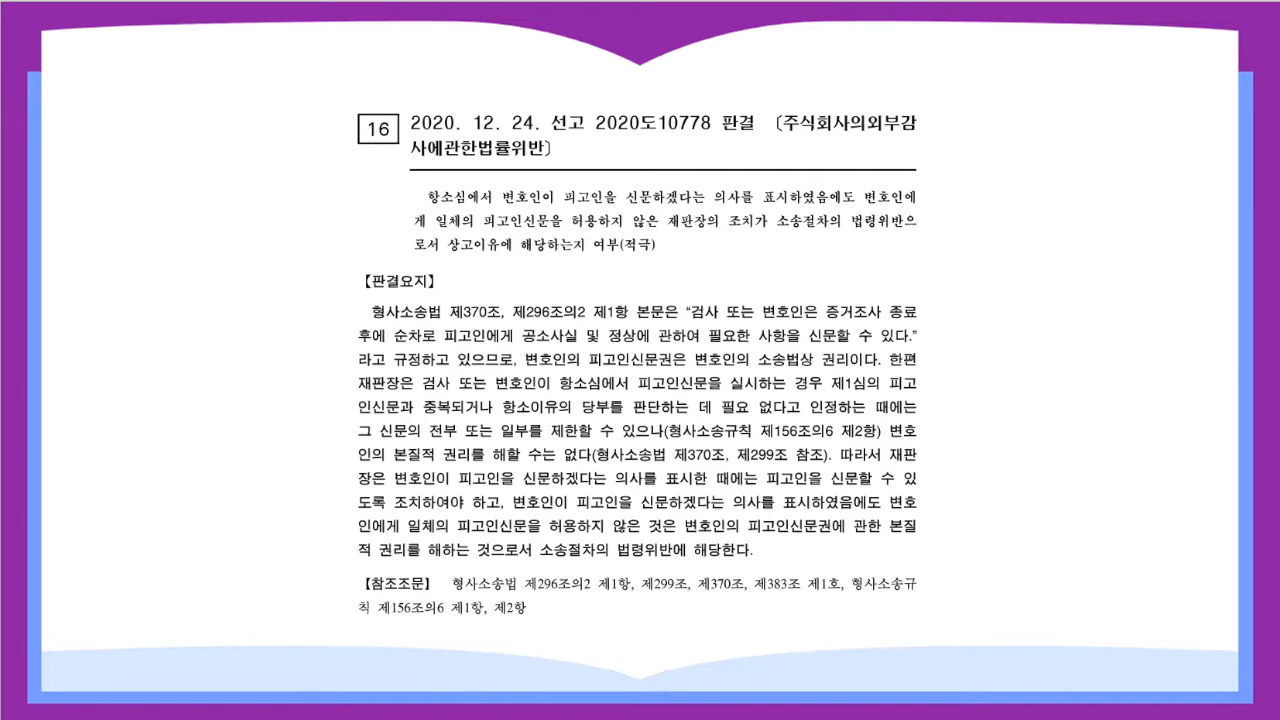 16
2020. 12. 24. 선고 2020도10778 판결 〔주식회사의외부감
사에관한법률위반〕
항소심에서 변호인이 피고인을 신문하겠다는 의사를 표시하였음에도 변호인에
게 일체의 피고인신문을 허용하지 않은 재판장의 조치가 소송절차의 법령위반으
로서 상고이유에 해당하는지 여부(적극)
【판결요지】
형사소송법 제370조, 제296조의2 제1항 본문은 “검사 또는 변호인은 증거조사 종료
후에 순차로 피고인에게 공소사실 및 정상에 관하여 필요한 사항을 신문할 수 있다.”
라고 규정하고 있으므로, 변호인의 피고인신문권은 변호인의 소송법상 권리이다. 한편
재판장은 검사 또는 변호인이 항소심에서 피고인신문을 실시하는 경우 제1심의 피고
인신문과 중복되거나 항소이유의 당부를 판단하는 데 필요 없다고 인정하는 때에는
그 신문의 전부 또는 일부를 제한할 수 있으나(형사소송규칙 제156조의6 제2항) 변호
인의 본질적 권리를 해할 수는 없다(형사소송법 제370조, 제299조 참조). 따라서 재판
장은 변호인이 피고인을 신문하겠다는 의사를 표시한 때에는 피고인을 신문할 수 있
도록 조치하여야 하고, 변호인이 피고인을 신문하겠다는 의사를 표시하였음에도 변호
인에게 일체의 피고인신문을 허용하지 않은 것은 변호인의 피고인신문권에 관한 본질
적 권리를 해하는 것으로서 소송절차의 법령위반에 해당한다.
【참조조문】 형사소송법 제296조의2 제1항, 제299조, 제370조, 제383조 제1호, 형사소송규
칙 제156조의6 제1항, 제2항